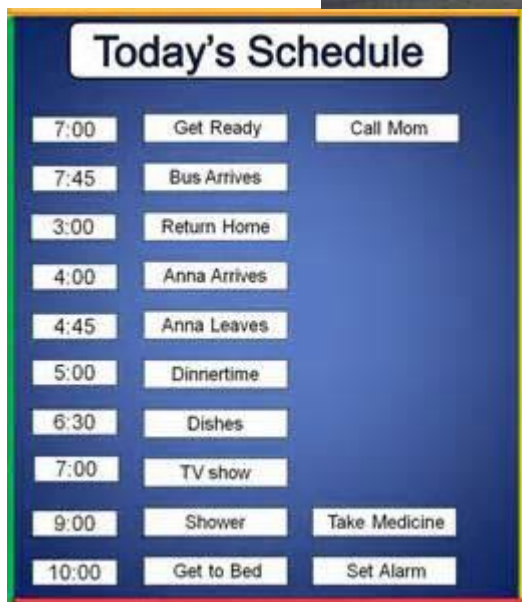 Today's Schedule
7:00 Get Ready Call Mom
7:45 Bus Arrives
3:00 Return Home
4:00 Anna Arrives
4:45 Anna Leaves
5:00 Dinnertime
6:30 Dishes
7:00 TV show
9:00 Shower Take Medicine
10:00 Get to Bed Set Alarm